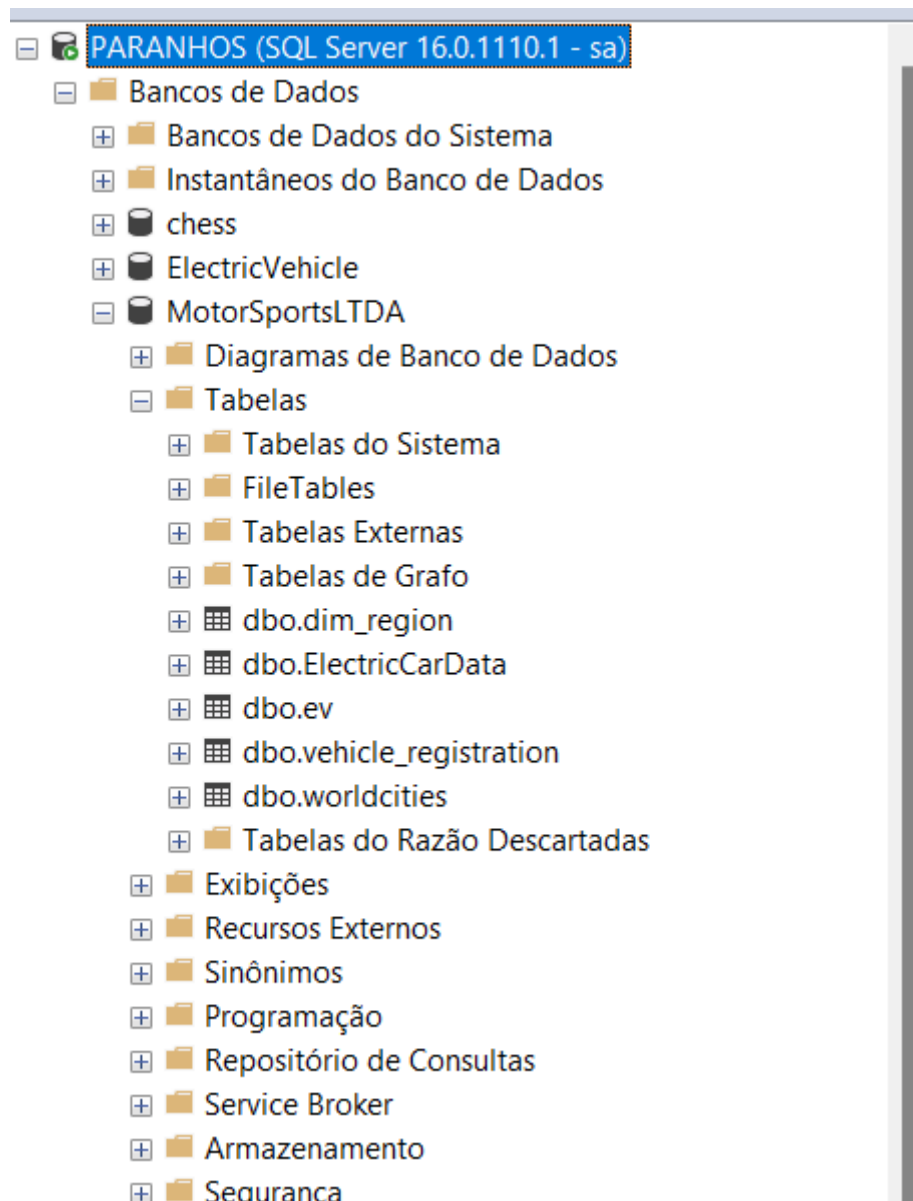 PARANHOS (SQL Server 16.0.1110.1 - sa)
Bancos de Dados
Bancos de Dados do Sistema
Instantâneos do Banco de Dados
chess
ElectricVehicle
MotorSportsLTDA
Diagramas de Banco de Dados
Tabelas
Tabelas do Sistema
FileTables
Tabelas Externas
Tabelas de Grafo
dbo.dim_region
dbo.ElectricCarData
dbo.ev
dbo.vehicle_registration
dbo.worldcities
Tabelas do Razão Descartadas
Exibições
Recursos Externos
Sinônimos
Programação
Repositório de Consultas
Service Broker
Armazenamento
Segurança